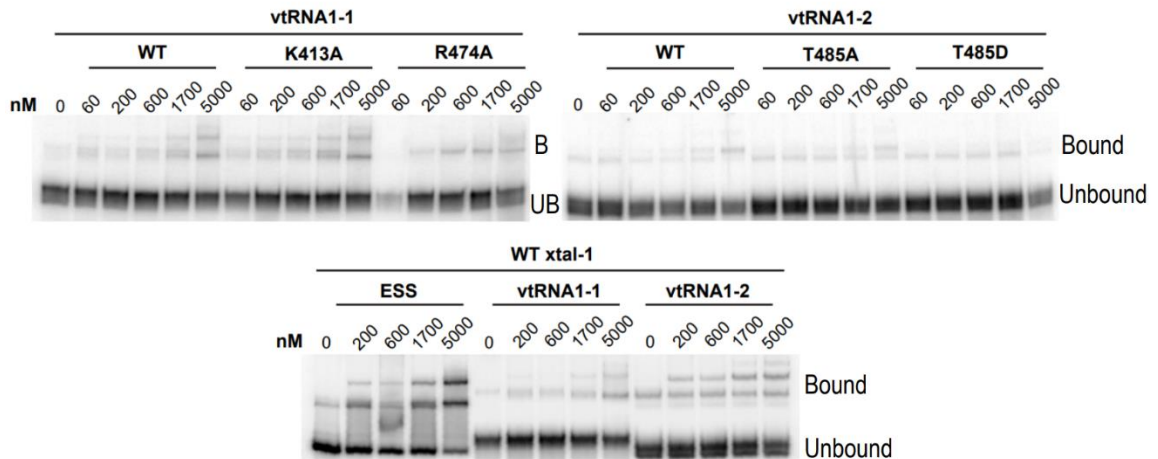 vtRNA1-1
WT K413A R474A
nM 0 60 200 600 1700 5000 60 200 600 1700 5000 60 200 600 1700 5000
B
UB
vtRNA1-2
WT T485A T485D
0 60 200 600 1700 5000 60 200 600 1700 5000 60 200 600 1700 5000
Bound
Unbound
WT xtal-1
ESS vtRNA1-1 vtRNA1-2
nM 0 200 600 1700 5000 0 200 600 1700 5000 0 200 600 1700 5000
Bound
Unbound